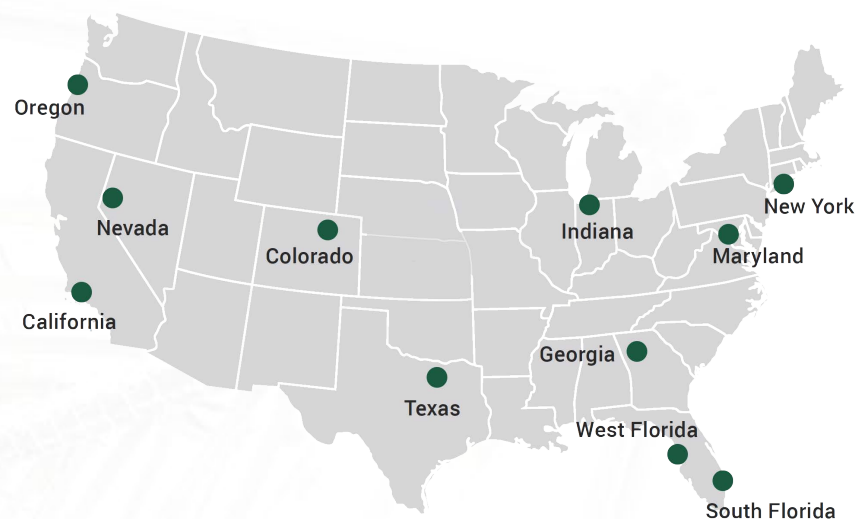 Oregon
New York
Nevada
Indiana
Colorado
Maryland
California
Georgia
Texas
West Florida
South Florida